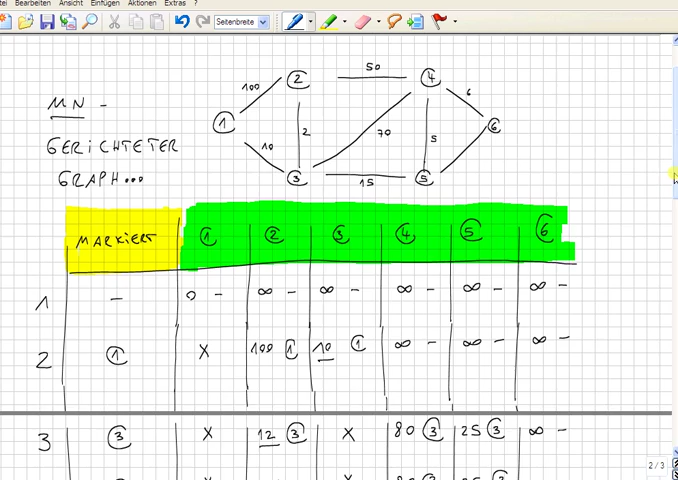 tei Bearbeiten Ansicht Einfügen Aktionen Extras ?
Seitenbreite
MN -
GERICHTETER
GRAPH...
1 2 3 4 5 6
100 50 10 2 70 5 15 6
MARKIERT 1 2 3 4 5 6
1 - 0 - ∞ - ∞ - ∞ - ∞ - ∞ -
2 1 X 100 1 10 1 ∞ - ∞ - ∞ -
3 3 X 12 3 X 80 3 25 3 ∞ -
2/3